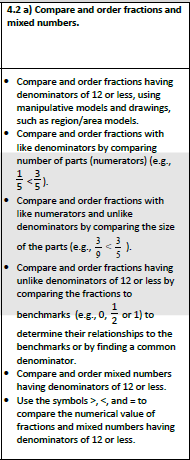 4.2 a) Compare and order fractions and
mixed numbers.
• Compare and order fractions having
denominators of 12 or less, using
manipulative models and drawings,
such as region/area models.
• Compare and order fractions with
like denominators by comparing
number of parts (numerators) (e.g.,
1/5 < 3/5).
• Compare and order fractions with
like numerators and unlike
denominators by comparing the size
of the parts (e.g., 3/9 < 3/5 ).
• Compare and order fractions having
unlike denominators of 12 or less by
comparing the fractions to
benchmarks (e.g., 0, 1/2 or 1) to
determine their relationships to the
benchmarks or by finding a common
denominator.
• Compare and order mixed numbers
having denominators of 12 or less.
• Use the symbols >, <, and = to
compare the numerical value of
fractions and mixed numbers having
denominators of 12 or less.